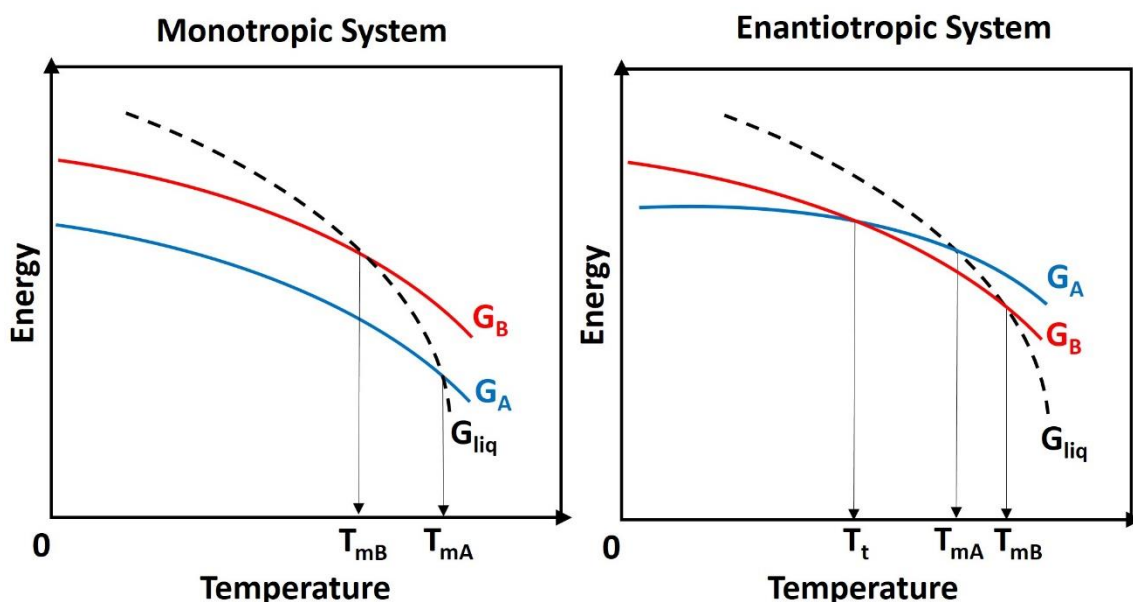 Monotropic System
Energy
G_B
G_A
G_liq
0
T_mB
T_mA
Temperature
Enantiotropic System
Energy
G_A
G_B
G_liq
0
T_t
T_mA
T_mB
Temperature